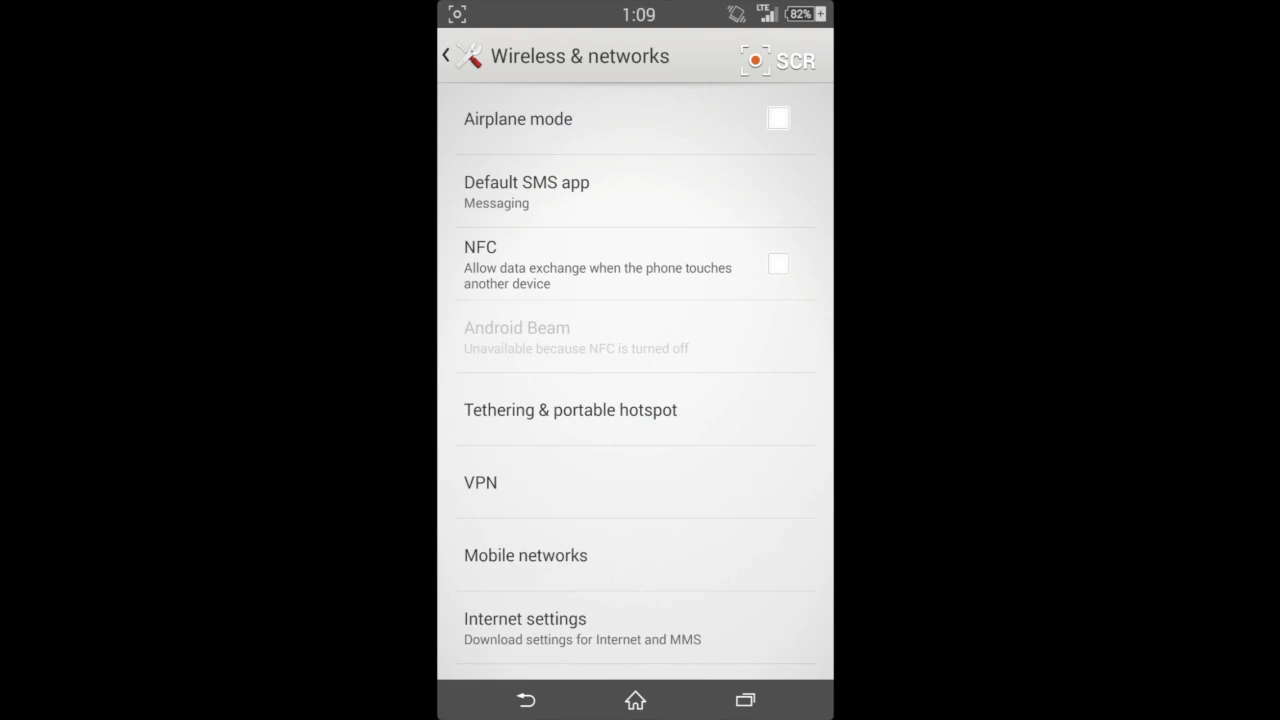 1:09 LTE 82%
Wireless & networks SCR
Airplane mode
Default SMS app
Messaging
NFC
Allow data exchange when the phone touches
another device
Android Beam
Unavailable because NFC is turned off
Tethering & portable hotspot
VPN
Mobile networks
Internet settings
Download settings for Internet and MMS